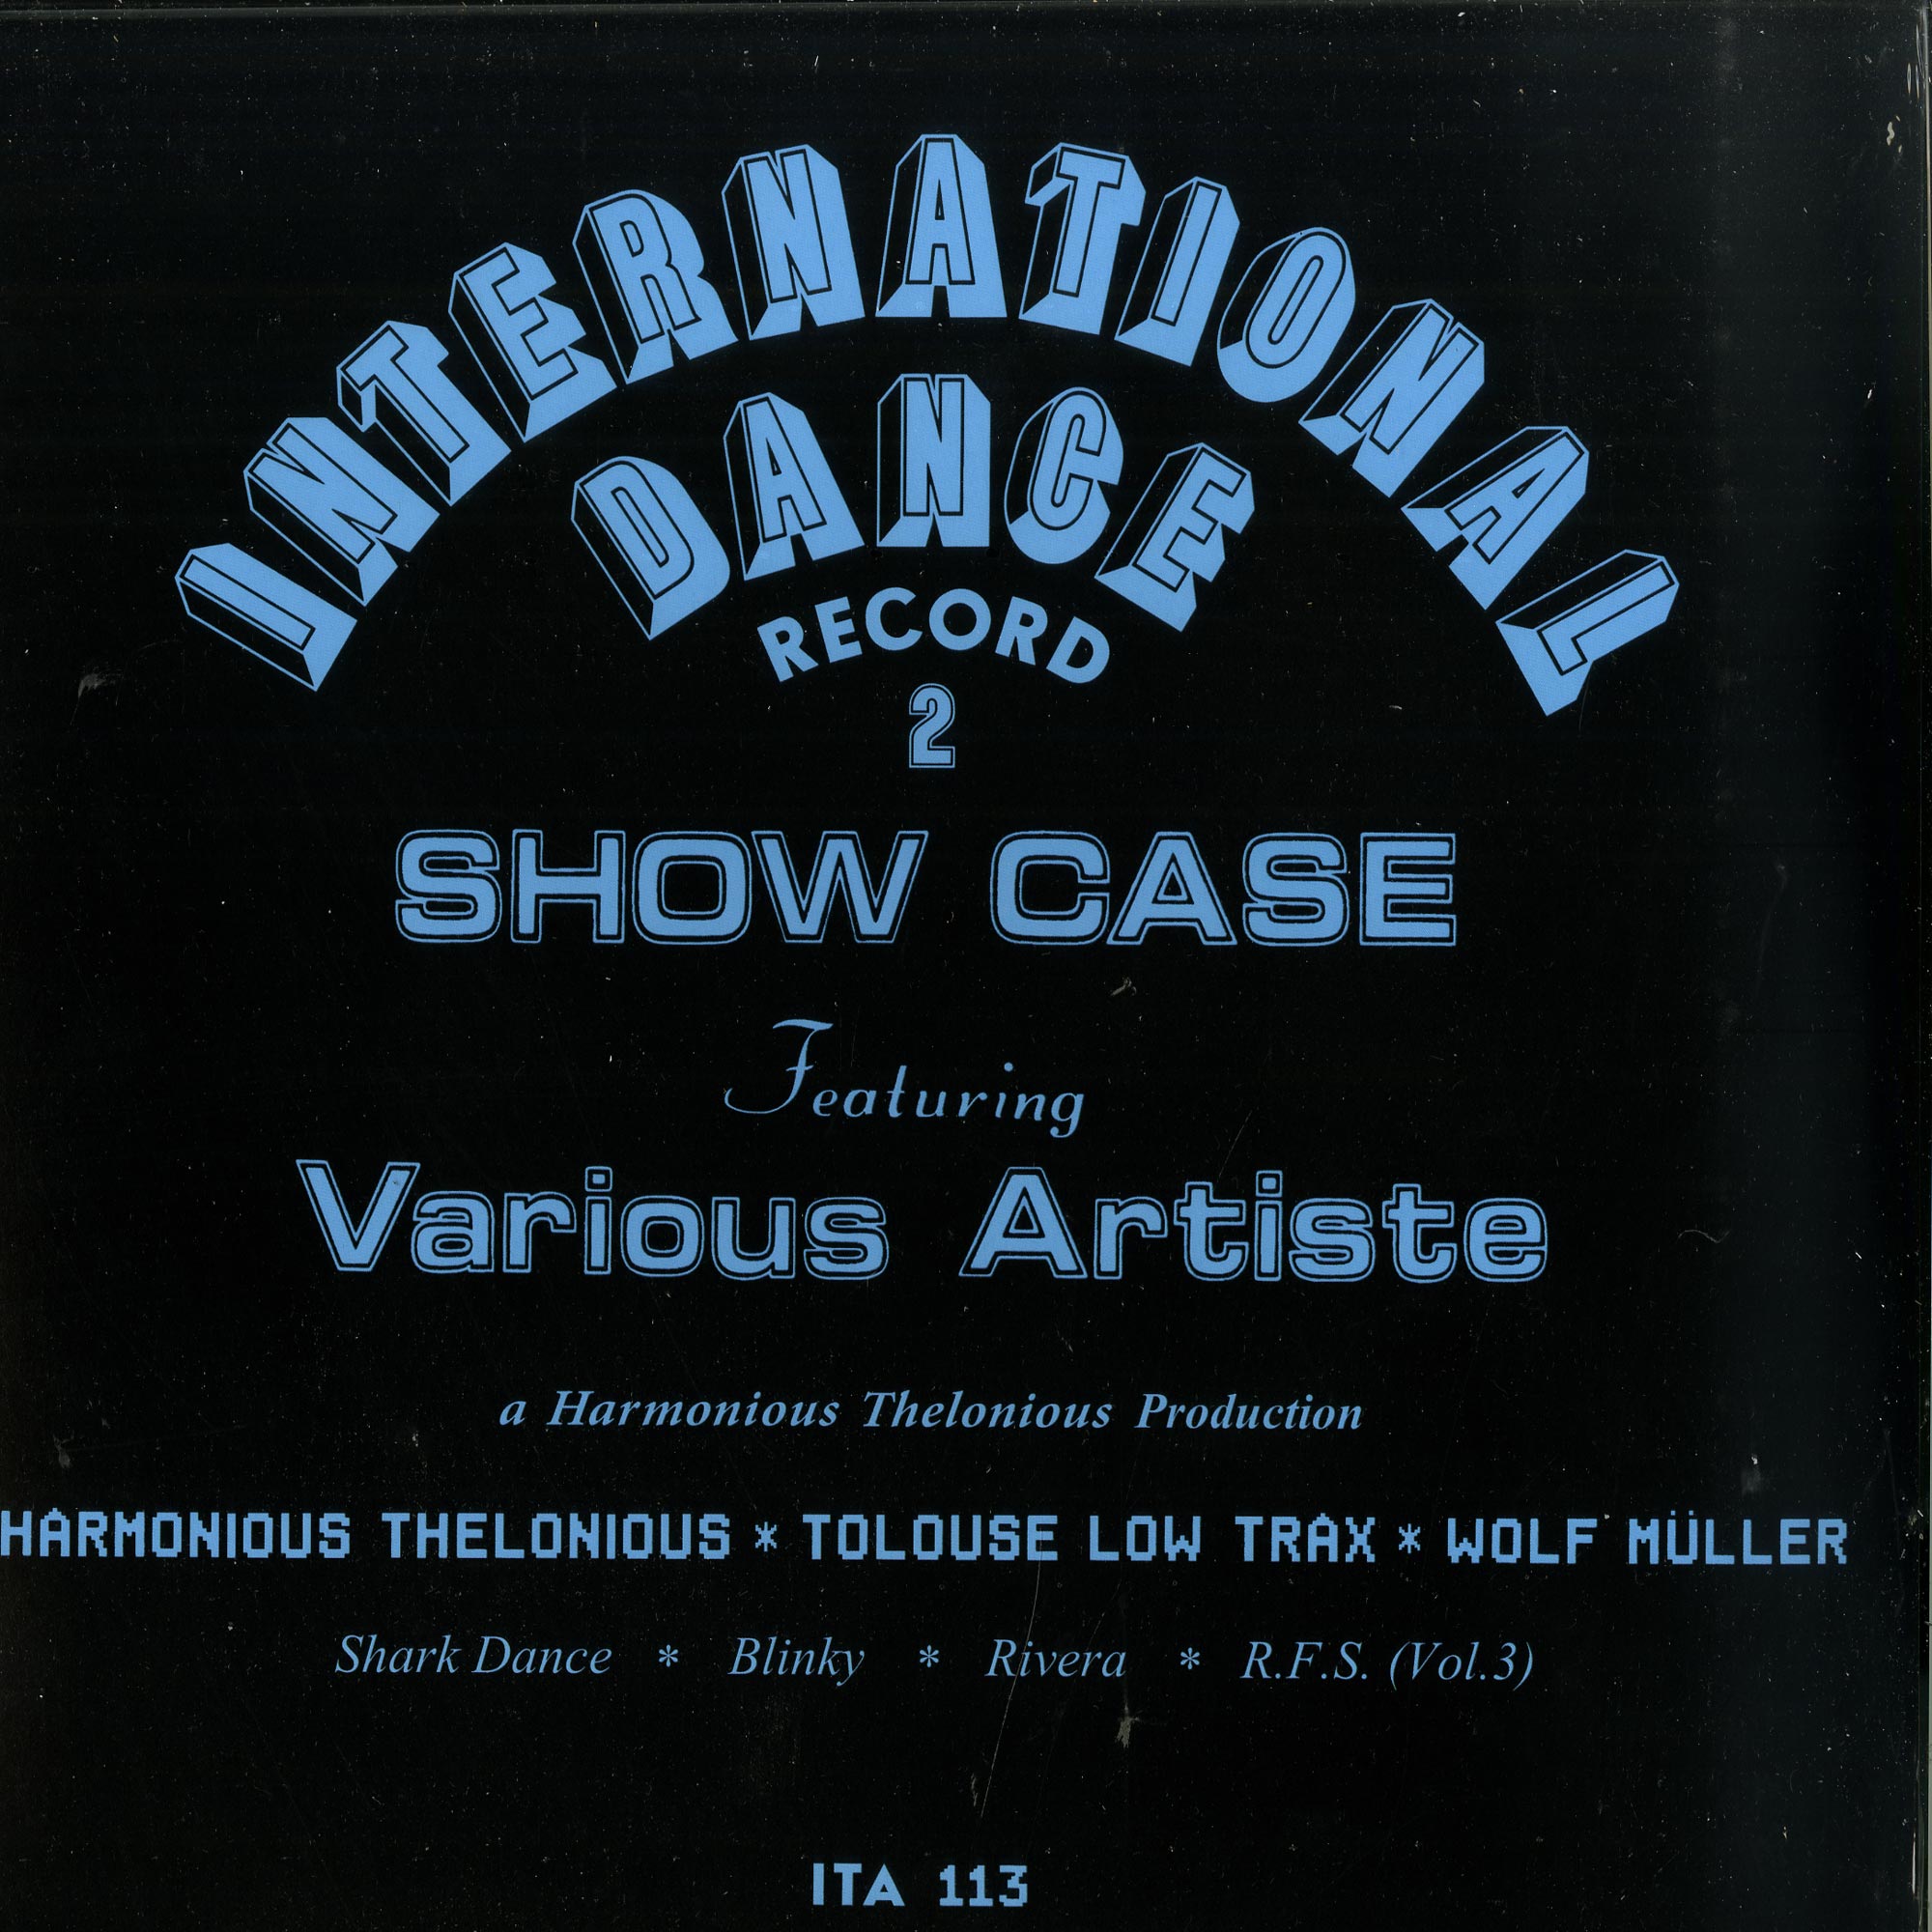 INTERNATIONAL
DANCE
RECORD
2
SHOW CASE
Featuring
Various Artiste
a Harmonious Thelonious Production
HARMONIOUS THELONIOUS * TOLOUSE LOW TRAX * WOLF MÜLLER
Shark Dance * Blinky * Rivera * R.F.S. (Vol.3)
ITA 113